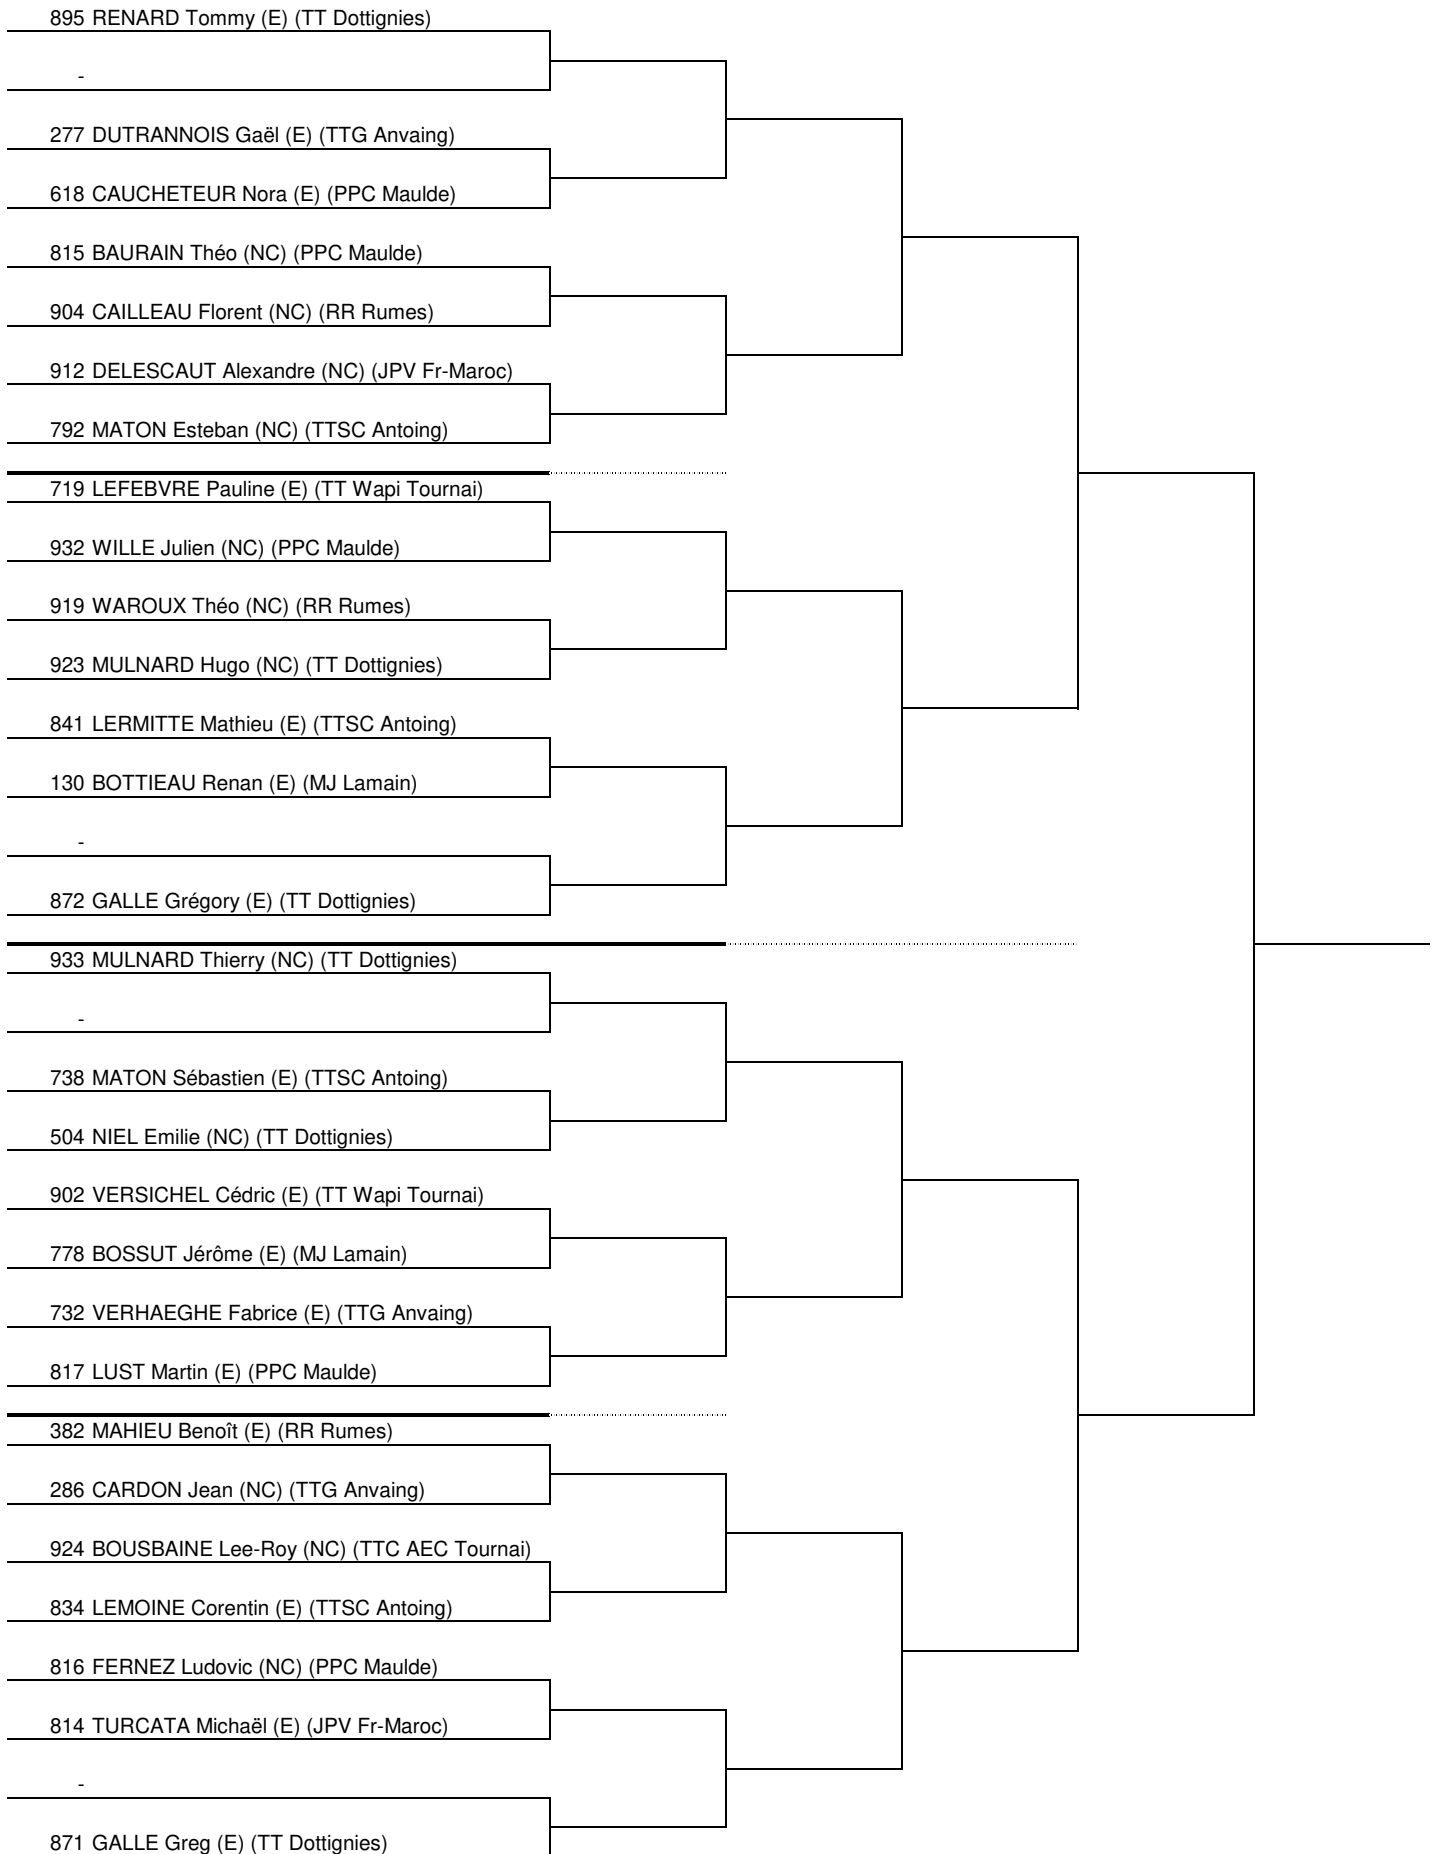 895 RENARD Tommy (E) (TT Dottignies)
-
277 DUTRANNOIS Gaël (E) (TTG Anvaing)
618 CAUCHETEUR Nora (E) (PPC Maulde)
815 BAURAIN Théo (NC) (PPC Maulde)
904 CAILLEAU Florent (NC) (RR Rumes)
912 DELESCAUT Alexandre (NC) (JPV Fr-Maroc)
792 MATON Esteban (NC) (TTSC Antoing)
719 LEFEBVRE Pauline (E) (TT Wapi Tournai)
932 WILLE Julien (NC) (PPC Maulde)
919 WAROUX Théo (NC) (RR Rumes)
923 MULNARD Hugo (NC) (TT Dottignies)
841 LERMITTE Mathieu (E) (TTSC Antoing)
130 BOTTIEAU Renan (E) (MJ Lamain)
-
872 GALLE Grégory (E) (TT Dottignies)
933 MULNARD Thierry (NC) (TT Dottignies)
-
738 MATON Sébastien (E) (TTSC Antoing)
504 NIEL Emilie (NC) (TT Dottignies)
902 VERSICHEL Cédric (E) (TT Wapi Tournai)
778 BOSSUT Jérôme (E) (MJ Lamain)
732 VERHAEGHE Fabrice (E) (TTG Anvaing)
817 LUST Martin (E) (PPC Maulde)
382 MAHIEU Benoît (E) (RR Rumes)
286 CARDON Jean (NC) (TTG Anvaing)
924 BOUSBAINE Lee-Roy (NC) (TTC AEC Tournai)
834 LEMOINE Corentin (E) (TTSC Antoing)
816 FERNEZ Ludovic (NC) (PPC Maulde)
814 TURCATA Michaël (E) (JPV Fr-Maroc)
-
871 GALLE Greg (E) (TT Dottignies)